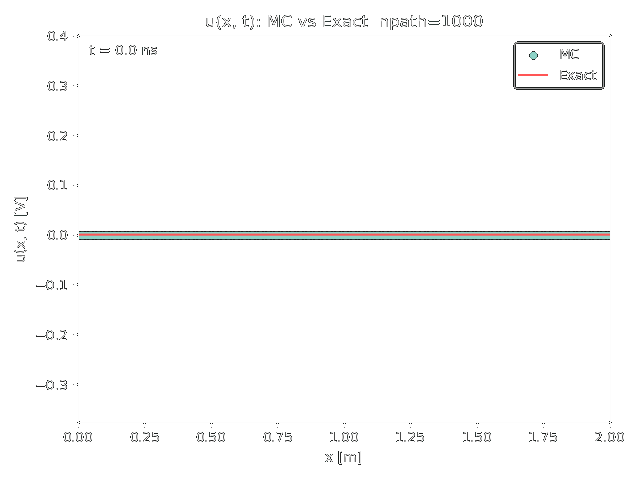 u(x, t): MC vs Exact npath=1000
t = 0.0 ns
MC
Exact
u(x, t) [V]
0.4
0.3
0.2
0.1
0.0
−0.1
−0.2
−0.3
0.00 0.25 0.50 0.75 1.00 1.25 1.50 1.75 2.00
x [m]